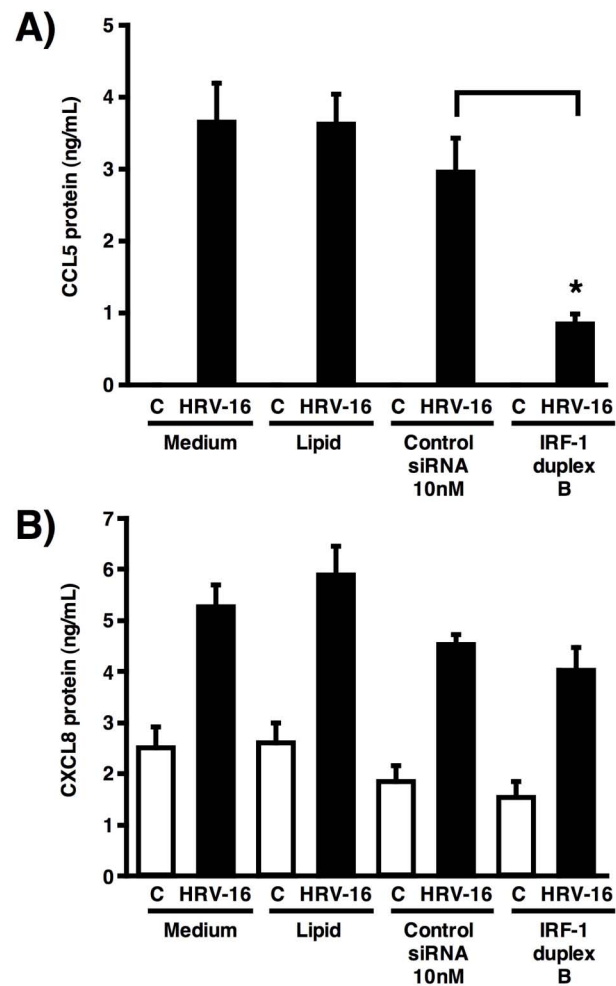 A)
CCL5 protein (ng/mL)
5
4
3
2
1
0
*
C HRV-16 C HRV-16 C HRV-16 C HRV-16
Medium Lipid Control siRNA 10nM IRF-1 duplex B
B)
CXCL8 protein (ng/mL)
7
6
5
4
3
2
1
0
C HRV-16 C HRV-16 C HRV-16 C HRV-16
Medium Lipid Control siRNA 10nM IRF-1 duplex B